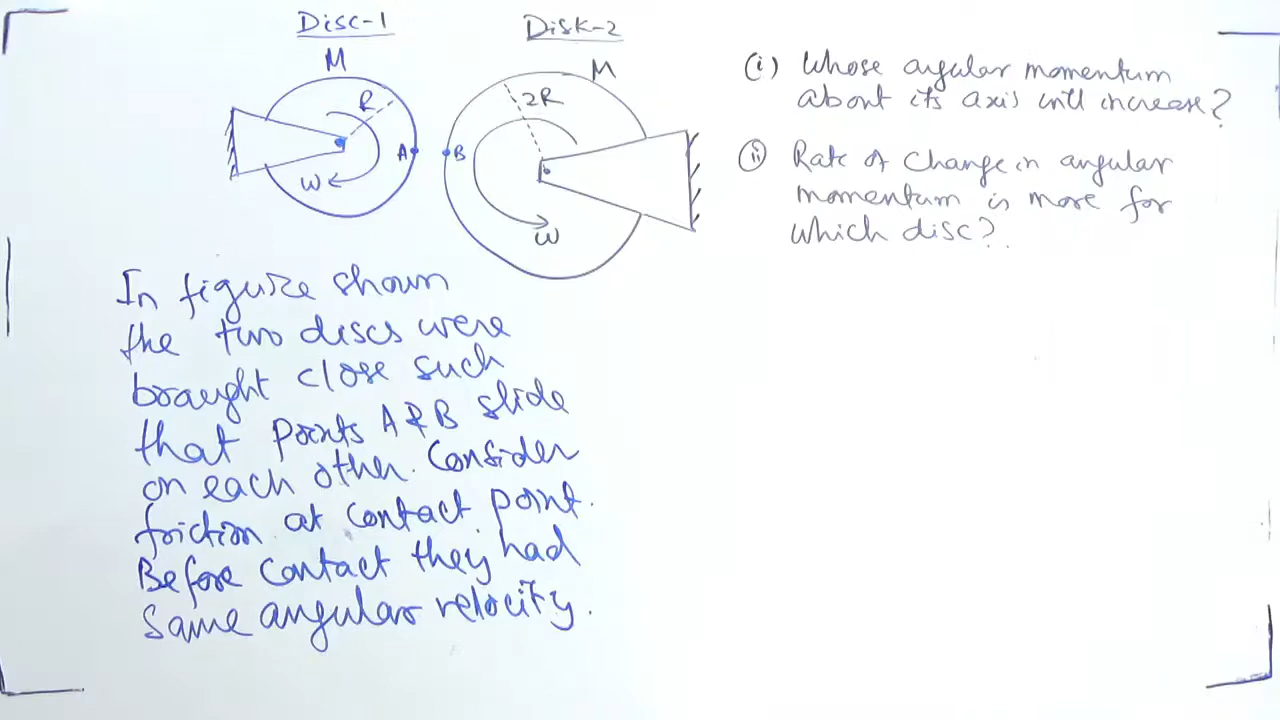 Disc-1
Disk-2
M
M
R
2R
A
B
ω
ω
(i) Whose angular momentum
about its axis will increase?
(ii) Rate of change in angular
momentum is more for
which disc?
In figure shown
the two discs were
braught close such
that points A & B slide
on each other. Consider
friction at contact point.
Before contact they had
same angular velocity.